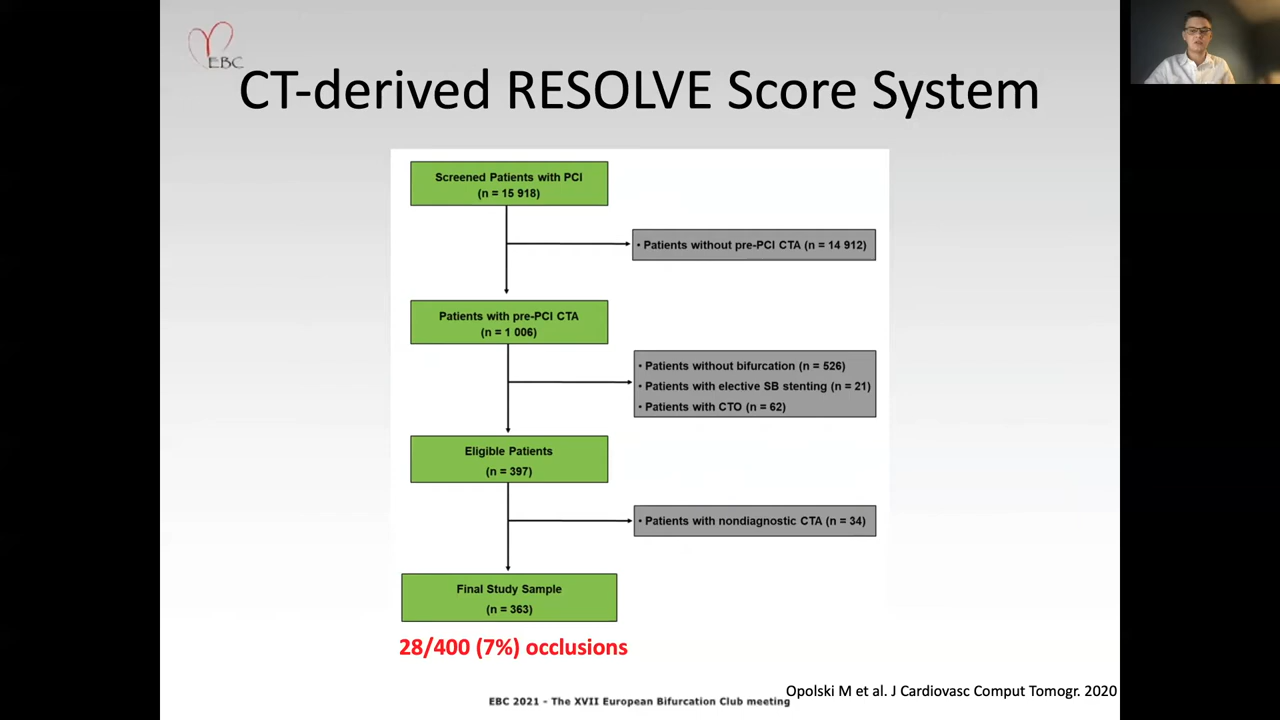 EBC
CT-derived RESOLVE Score System
Screened Patients with PCI
(n = 15 918)
• Patients without pre-PCI CTA (n = 14 912)
Patients with pre-PCI CTA
(n = 1 006)
• Patients without bifurcation (n = 526)
• Patients with elective SB stenting (n = 21)
• Patients with CTO (n = 62)
Eligible Patients
(n = 397)
• Patients with nondiagnostic CTA (n = 34)
Final Study Sample
(n = 363)
28/400 (7%) occlusions
Opolski M et al. J Cardiovasc Comput Tomogr. 2020
EBC 2021 - The XVII European Bifurcation Club meeting